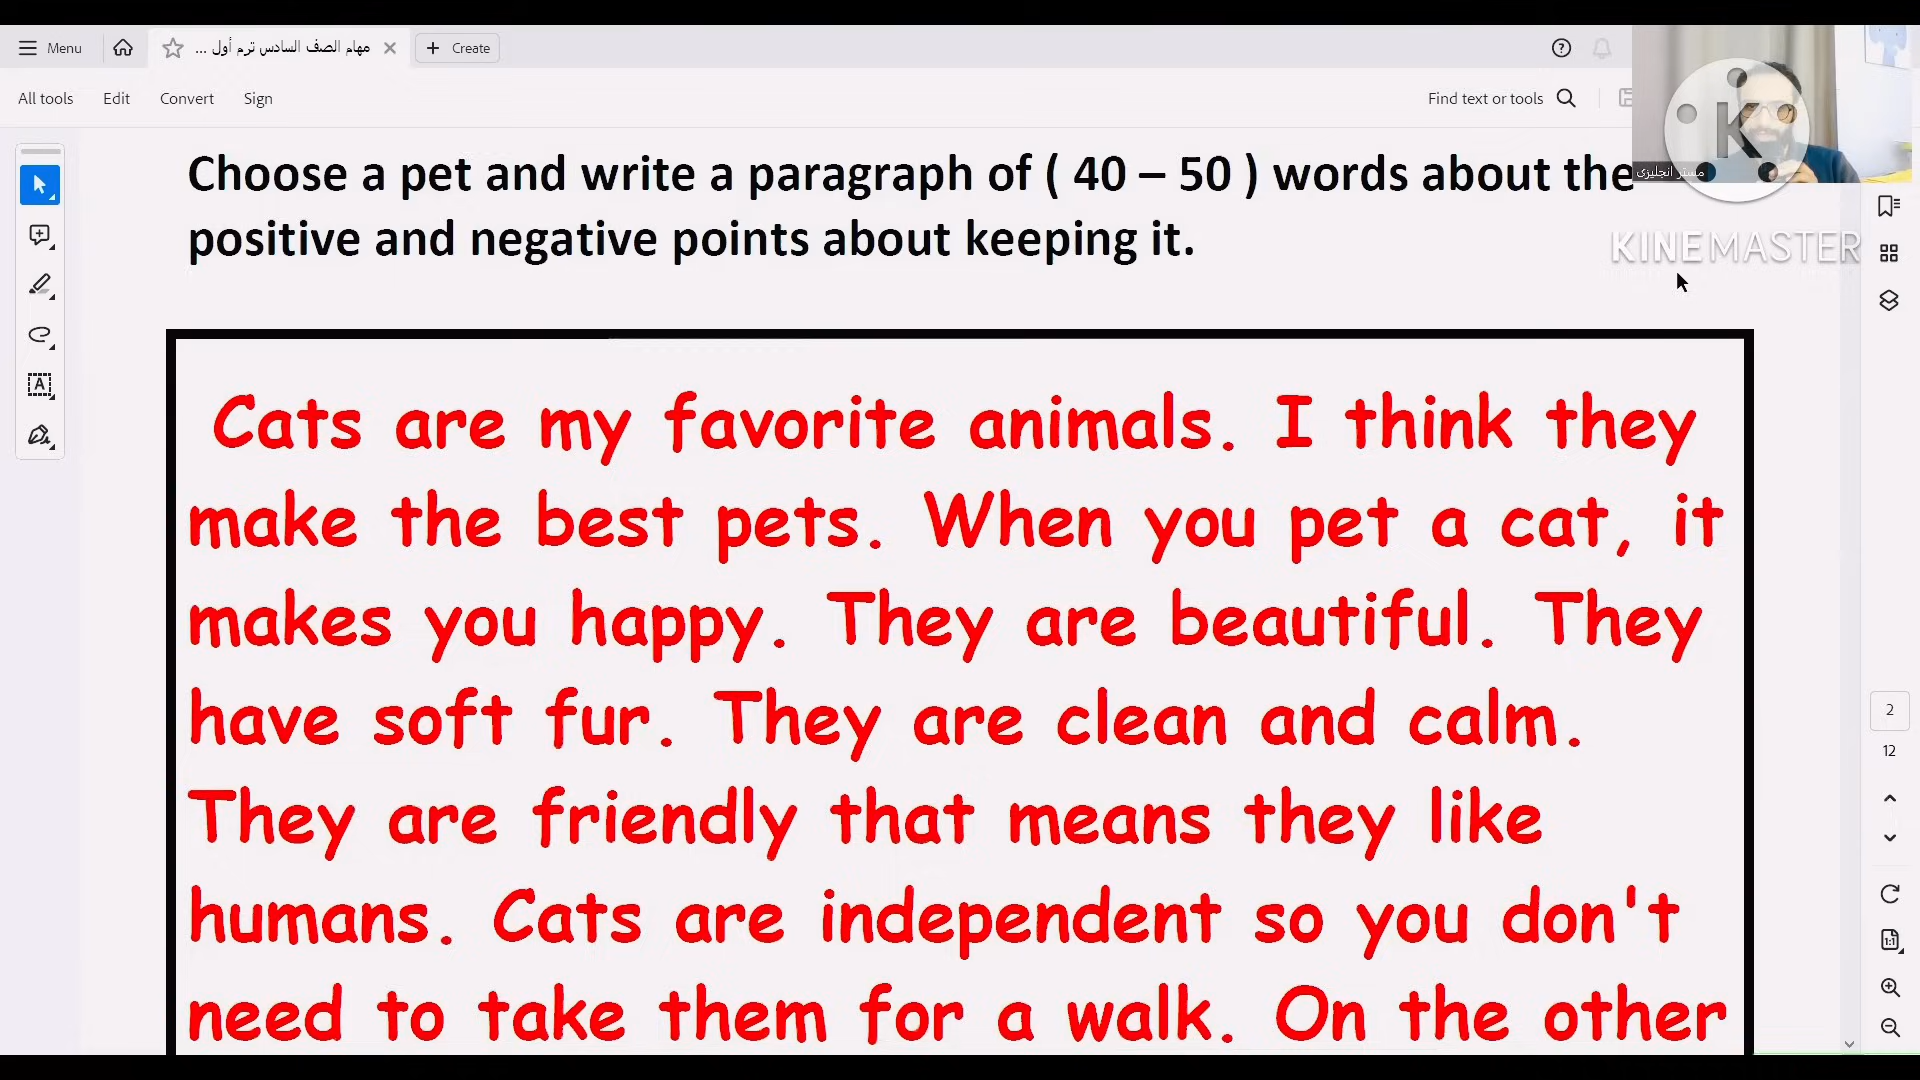 Menu
مهام الصف السادس ترم أول ...
Create
All tools
Edit
Convert
Sign
Find text or tools
مستر انجليزى
KINEMASTER
Choose a pet and write a paragraph of ( 40 – 50 ) words about the
positive and negative points about keeping it.
Cats are my favorite animals. I think they
make the best pets. When you pet a cat, it
makes you happy. They are beautiful. They
have soft fur. They are clean and calm.
They are friendly that means they like
humans. Cats are independent so you don't
need to take them for a walk. On the other
2
12